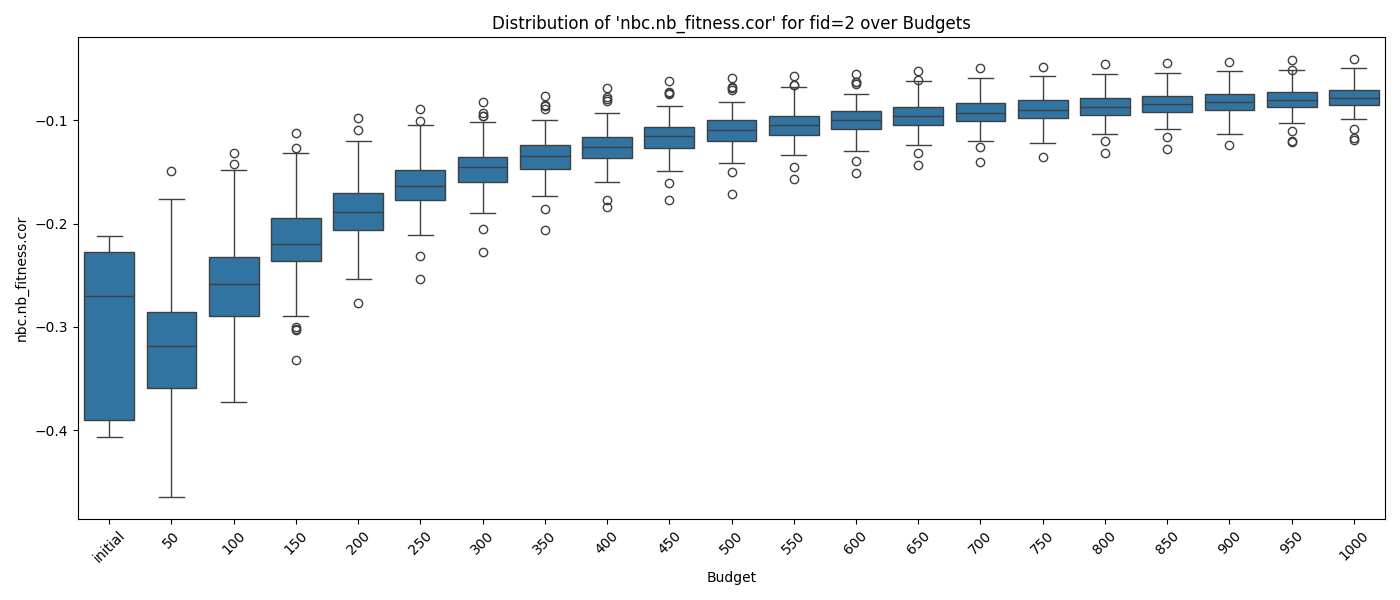 Distribution of 'nbc.nb_fitness.cor' for fid=2 over Budgets
nbc.nb_fitness.cor
−0.1
−0.2
−0.3
−0.4
initial 50 100 150 200 250 300 350 400 450 500 550 600 650 700 750 800 850 900 950 1000
Budget